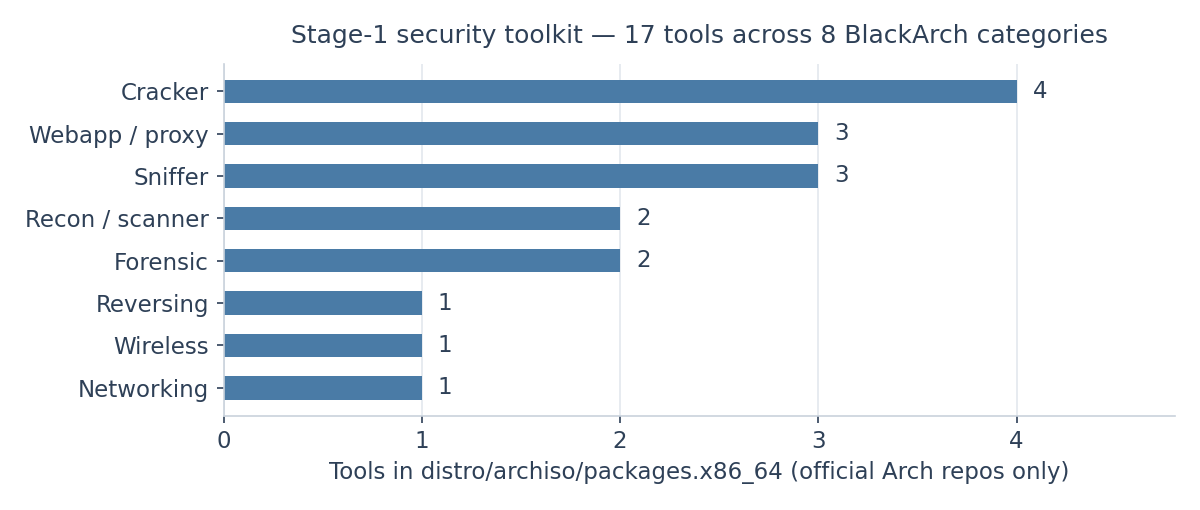 Stage-1 security toolkit — 17 tools across 8 BlackArch categories
Cracker 4
Webapp / proxy 3
Sniffer 3
Recon / scanner 2
Forensic 2
Reversing 1
Wireless 1
Networking 1
0 1 2 3 4
Tools in distro/archiso/packages.x86_64 (official Arch repos only)